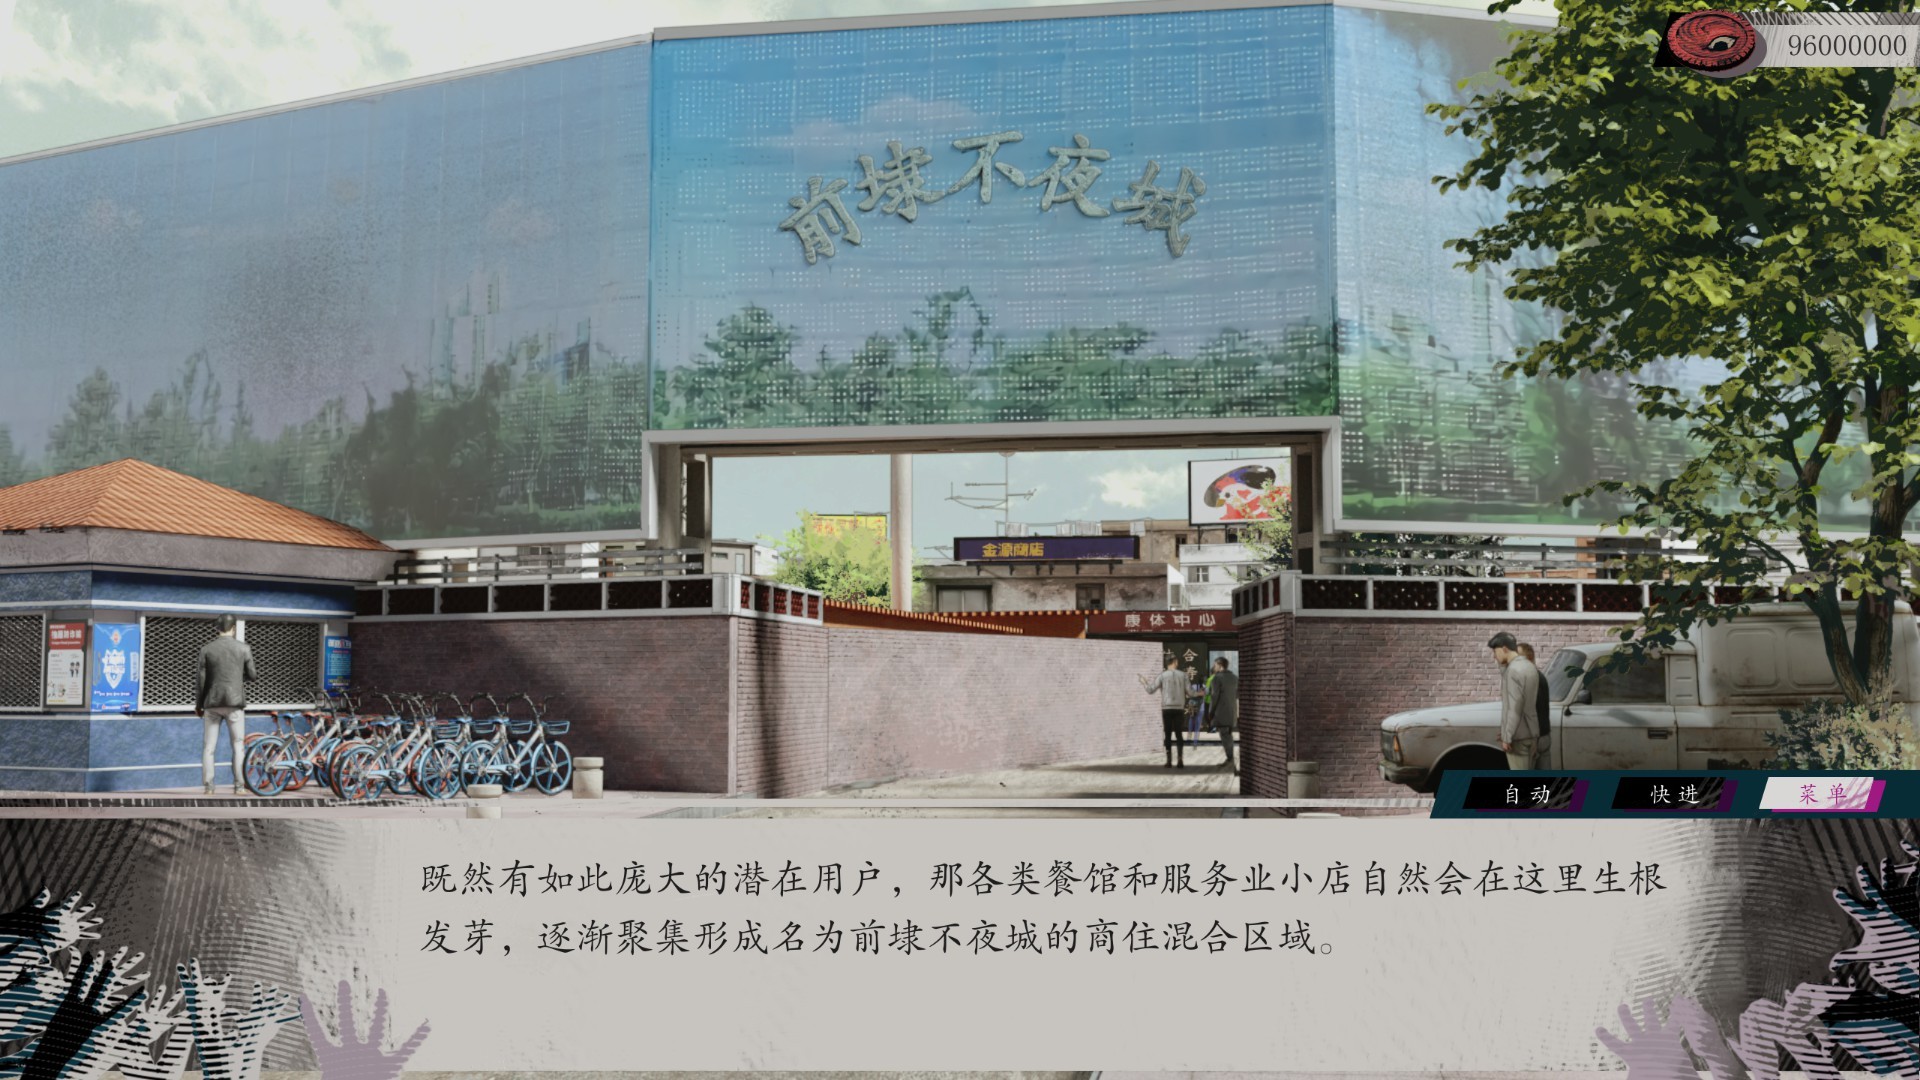 96000000
前埭不夜城
金源商店
康体中心
自动
快进
菜单
既然有如此庞大的潜在用户，那各类餐馆和服务业小店自然会在这里生根
发芽，逐渐聚集形成名为前埭不夜城的商住混合区域。